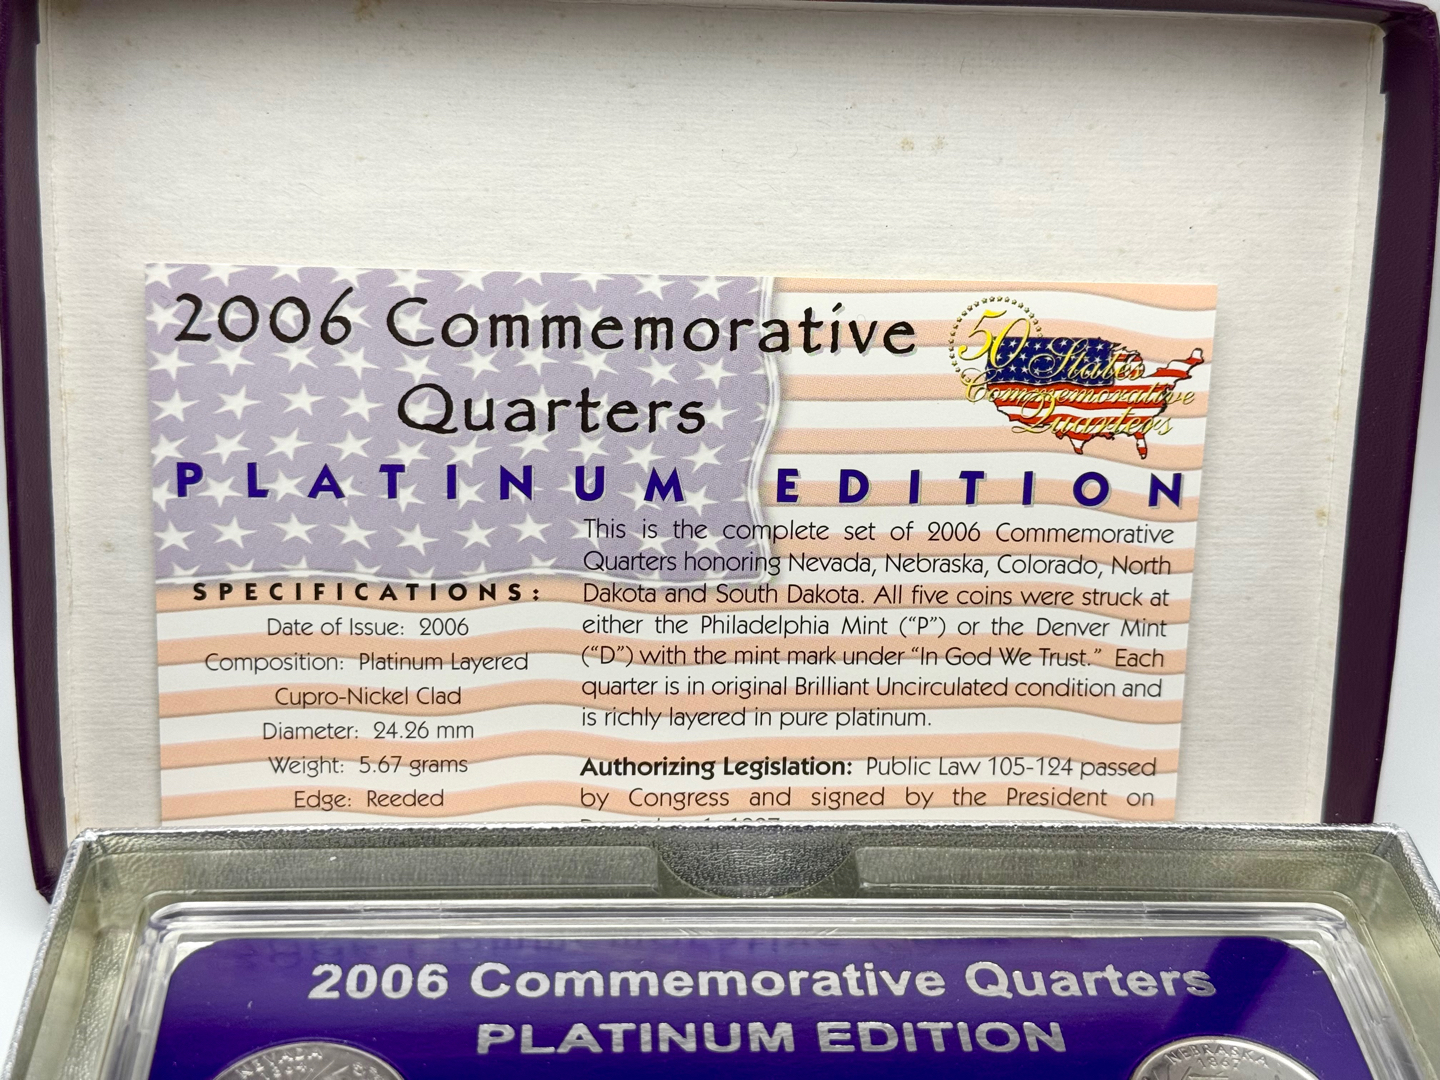 2006 Commemorative
Quarters
50 States
Commemorative
Quarters
PLATINUM EDITION
SPECIFICATIONS:
Date of Issue: 2006
Composition: Platinum Layered
Cupro-Nickel Clad
Diameter: 24.26 mm
Weight: 5.67 grams
Edge: Reeded
This is the complete set of 2006 Commemorative
Quarters honoring Nevada, Nebraska, Colorado, North
Dakota and South Dakota. All five coins were struck at
either the Philadelphia Mint (“P”) or the Denver Mint
(“D”) with the mint mark under “In God We Trust.” Each
quarter is in original Brilliant Uncirculated condition and
is richly layered in pure platinum.
Authorizing Legislation: Public Law 105-124 passed
by Congress and signed by the President on
2006 Commemorative Quarters
PLATINUM EDITION
NEVADA
NEBRASKA
1867